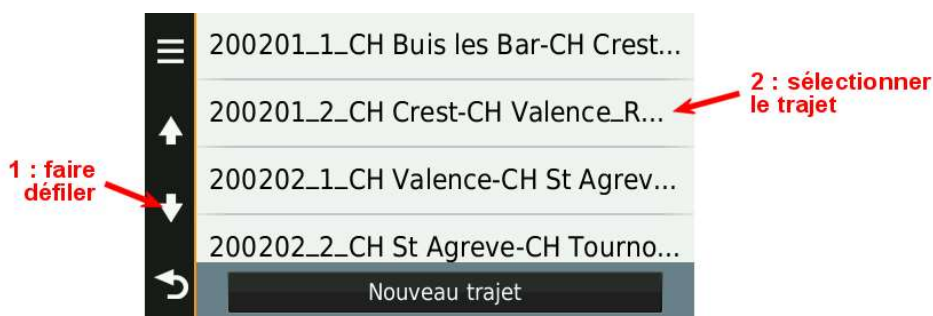 200201_1_CH Buis les Bar-CH Crest...
200201_2_CH Crest-CH Valence_R...
2 : sélectionner
le trajet
200202_1_CH Valence-CH St Agrev...
1 : faire
défiler
200202_2_CH St Agreve-CH Tourno...
Nouveau trajet